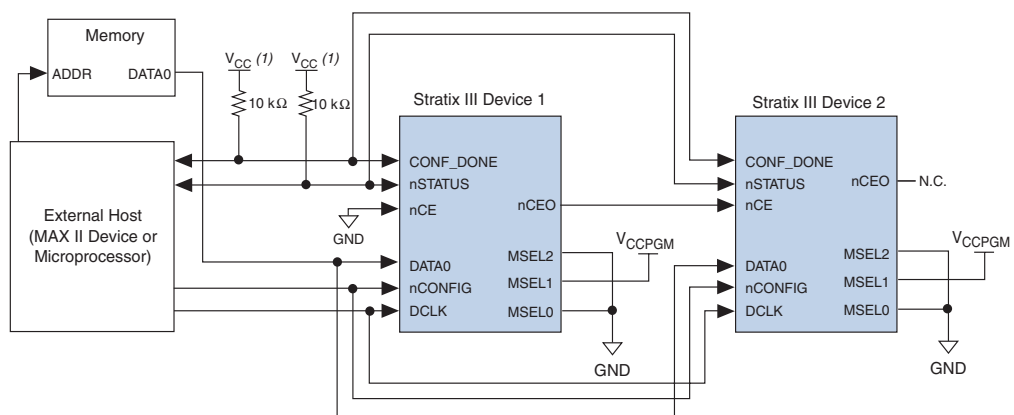 Memory
ADDR
DATA0
VCC (1)
VCC (1)
10 kΩ
10 kΩ
External Host
(MAX II Device or
Microprocessor)
GND
Stratix III Device 1
CONF_DONE
nSTATUS
nCE
DATA0
nCONFIG
DCLK
nCEO
MSEL2
MSEL1
MSEL0
VCCPGM
GND
Stratix III Device 2
CONF_DONE
nSTATUS
nCE
DATA0
nCONFIG
DCLK
nCEO
N.C.
MSEL2
MSEL1
MSEL0
VCCPGM
GND